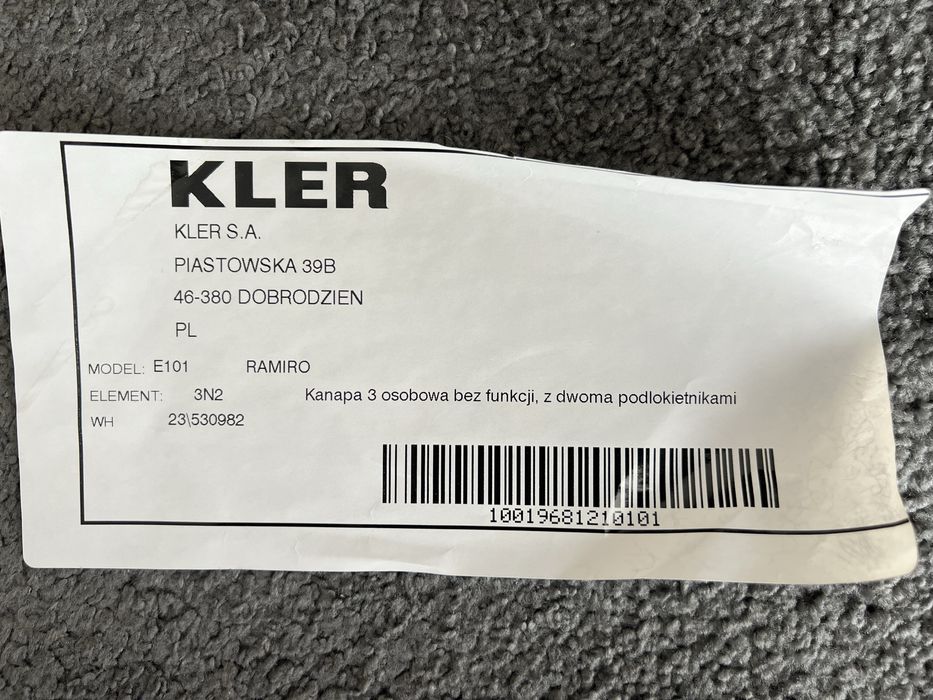 KLER
KLER S.A.
PIASTOWSKA 39B
46-380 DOBRODZIEN
PL
MODEL: E101 RAMIRO
ELEMENT: 3N2 Kanapa 3 osobowa bez funkcji, z dwoma podlokietnikami
WH 23\530982
10019681210101